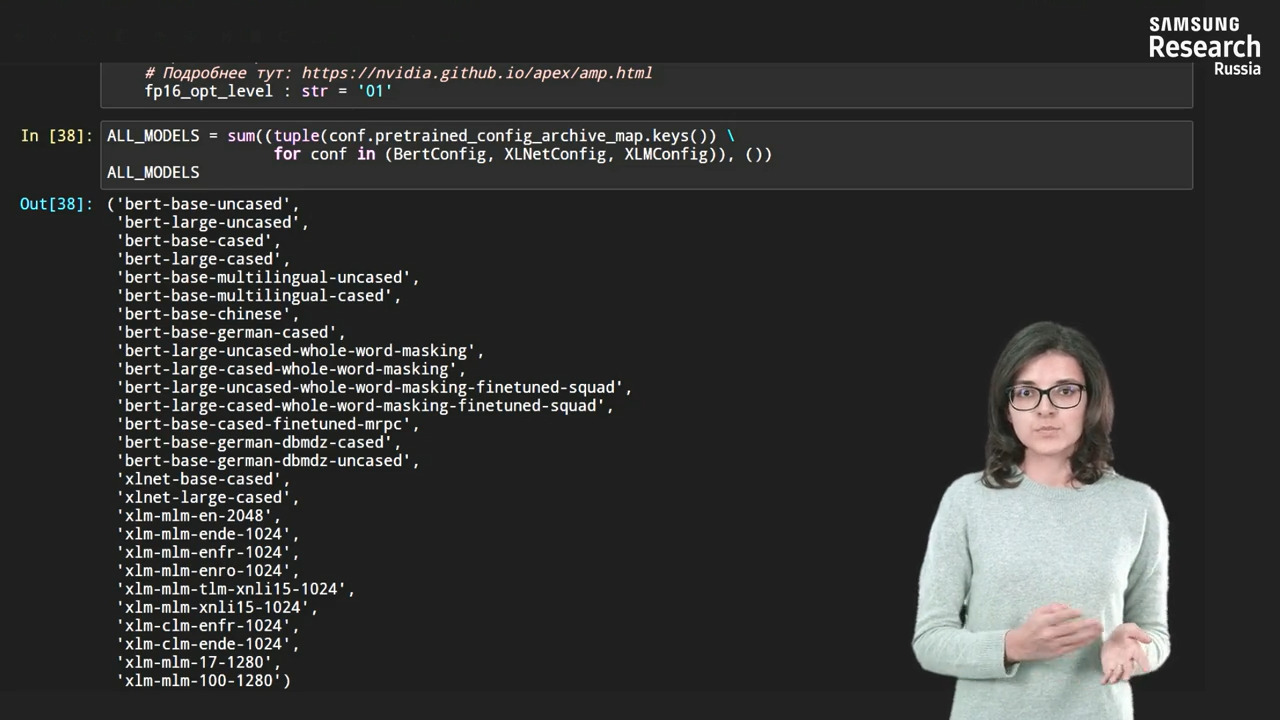 SAMSUNG
Research
Russia
# Подробнее тут: https://nvidia.github.io/apex/amp.html
fp16_opt_level : str = '01'
In [38]: ALL_MODELS = sum((tuple(conf.pretrained_config_archive_map.keys()) \
for conf in (BertConfig, XLNetConfig, XLMConfig)), ())
ALL_MODELS
Out[38]: ('bert-base-uncased',
'bert-large-uncased',
'bert-base-cased',
'bert-large-cased',
'bert-base-multilingual-uncased',
'bert-base-multilingual-cased',
'bert-base-chinese',
'bert-base-german-cased',
'bert-large-uncased-whole-word-masking',
'bert-large-cased-whole-word-masking',
'bert-large-uncased-whole-word-masking-finetuned-squad',
'bert-large-cased-whole-word-masking-finetuned-squad',
'bert-base-cased-finetuned-mrpc',
'bert-base-german-dbmdz-cased',
'bert-base-german-dbmdz-uncased',
'xlnet-base-cased',
'xlnet-large-cased',
'xlm-mlm-en-2048',
'xlm-mlm-ende-1024',
'xlm-mlm-enfr-1024',
'xlm-mlm-enro-1024',
'xlm-mlm-tlm-xnli15-1024',
'xlm-mlm-xnli15-1024',
'xlm-clm-enfr-1024',
'xlm-clm-ende-1024',
'xlm-mlm-17-1280',
'xlm-mlm-100-1280')